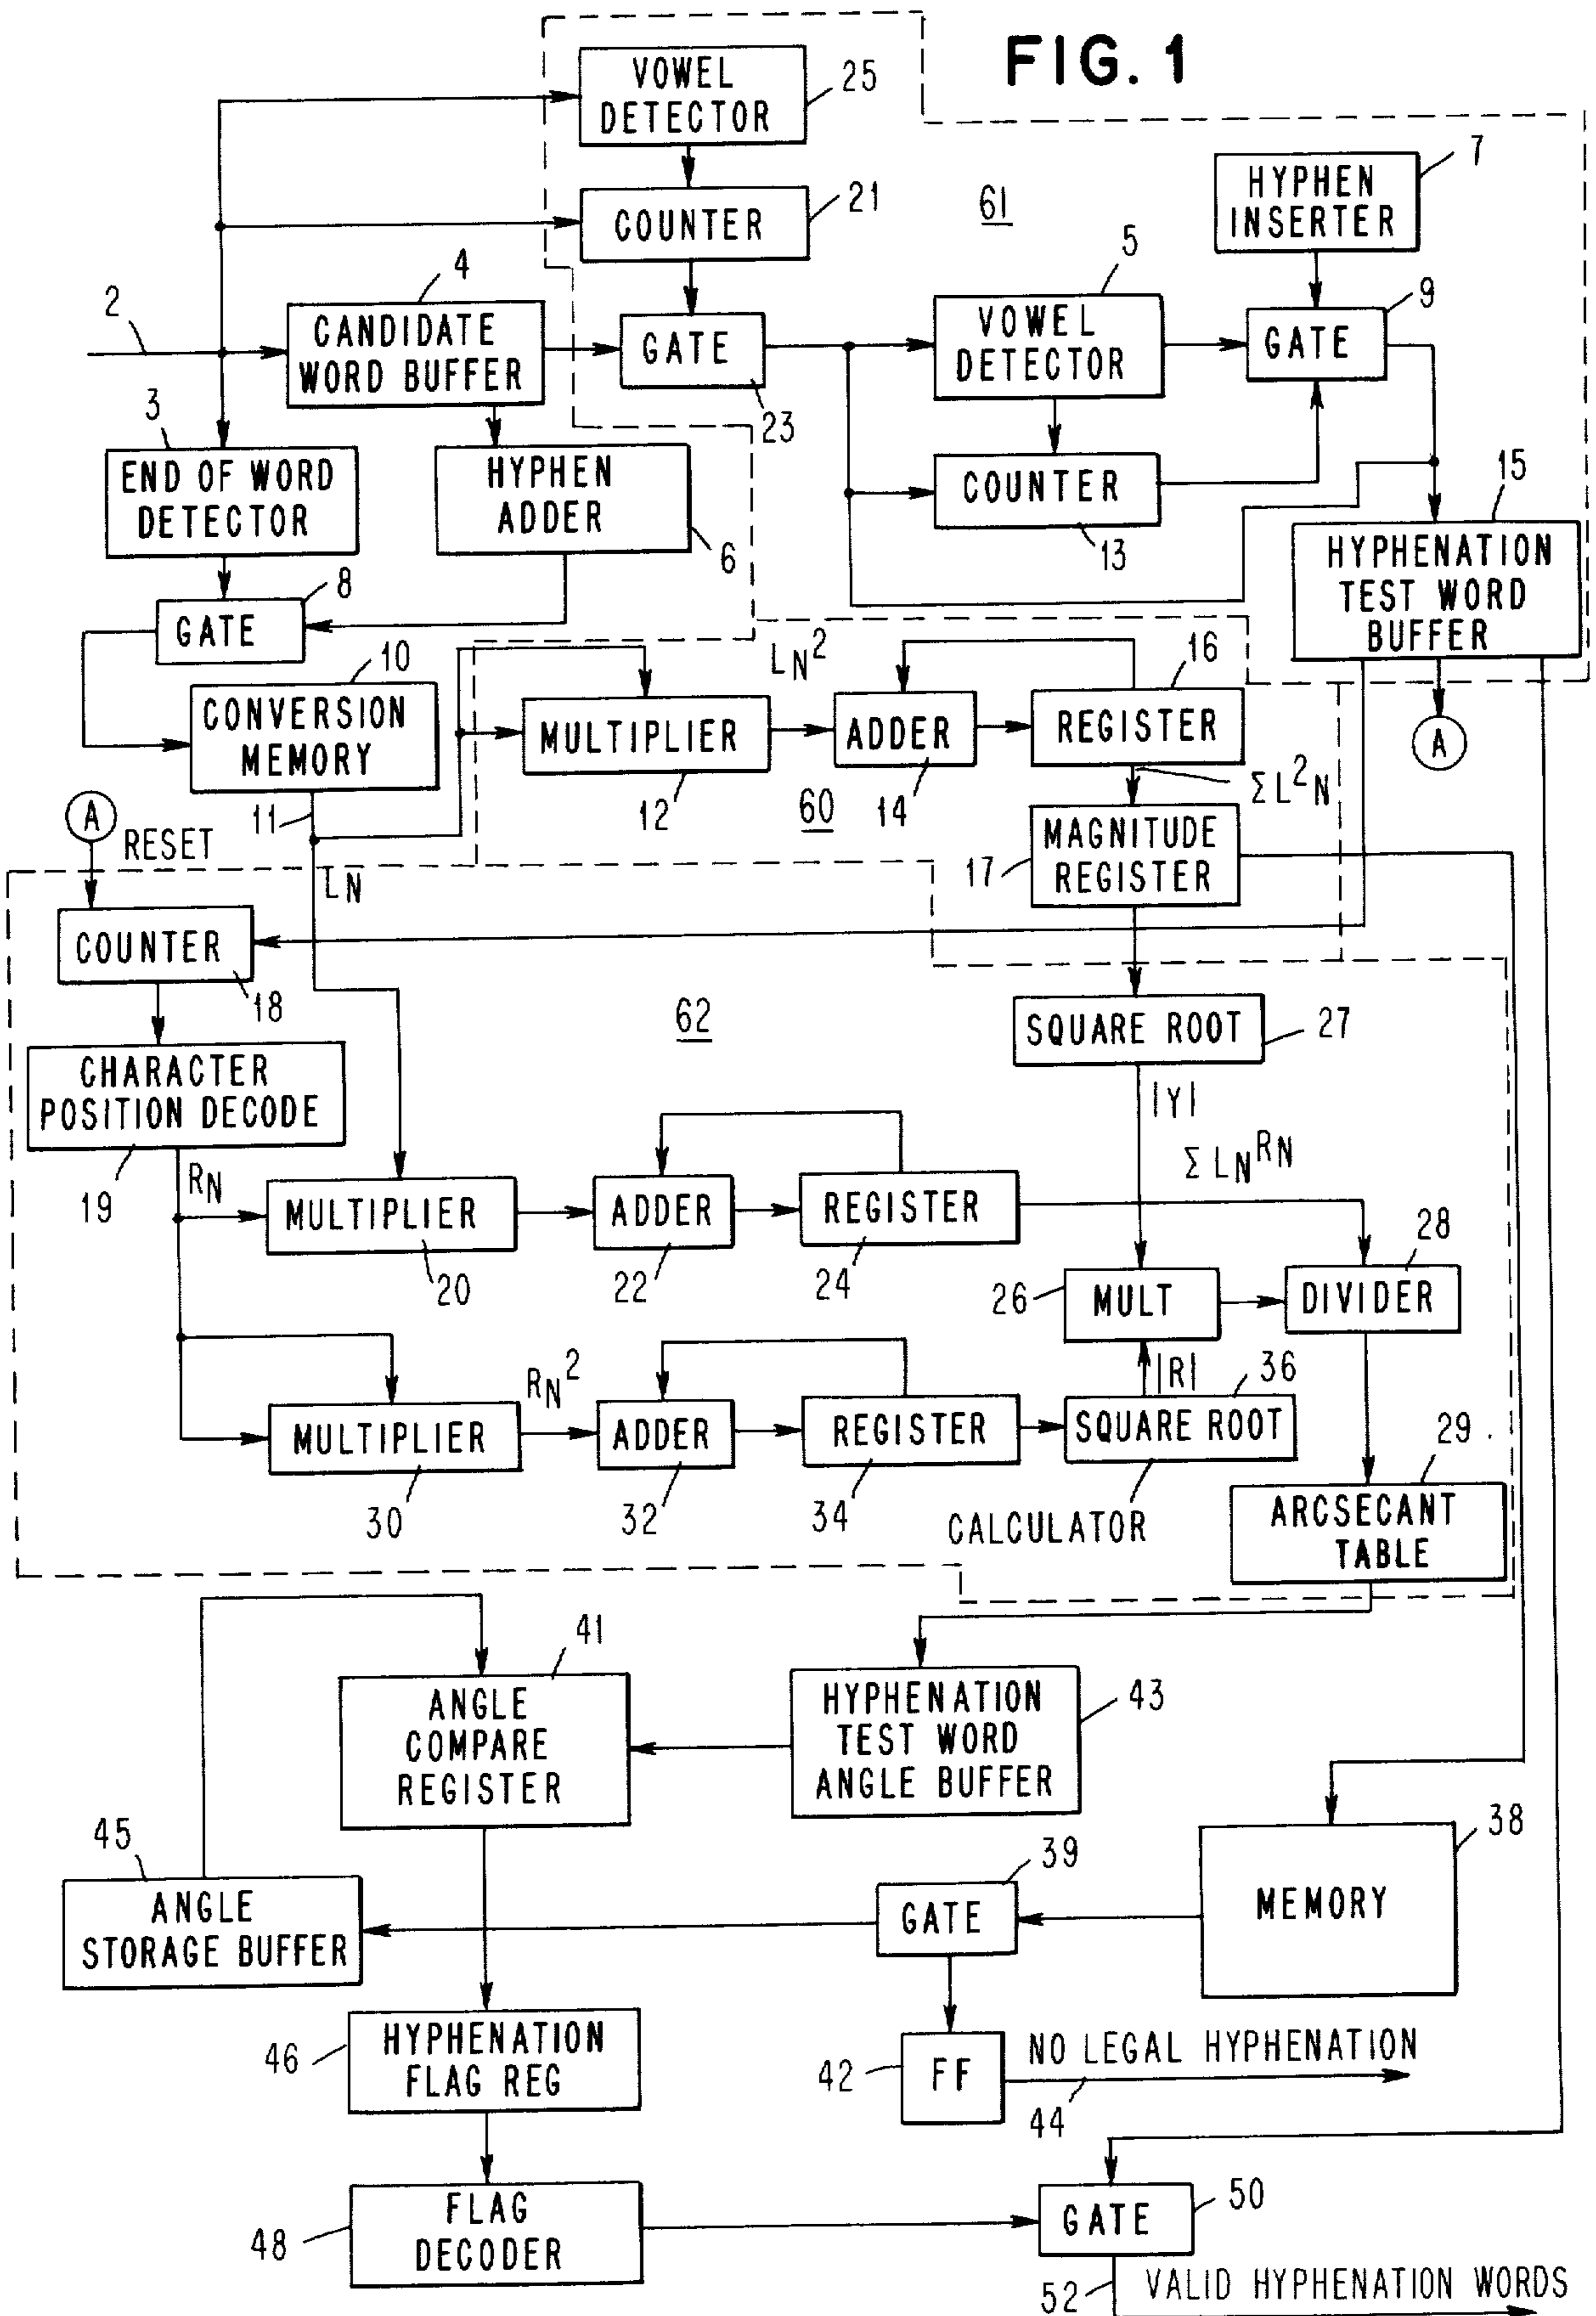 FIG. 1
VOWEL
DETECTOR
25
COUNTER
21
61
HYPHEN
INSERTER
7
2
4
CANDIDATE
WORD BUFFER
GATE
23
5
VOWEL
DETECTOR
9
GATE
3
END OF WORD
DETECTOR
HYPHEN
ADDER
6
COUNTER
13
15
HYPHENATION
TEST WORD
BUFFER
8
GATE
10
CONVERSION
MEMORY
11
LN²
MULTIPLIER
12
ADDER
14
16
REGISTER
ΣL²N
A
60
A
RESET
LN
17
MAGNITUDE
REGISTER
COUNTER
18
62
SQUARE ROOT
27
CHARACTER
POSITION DECODE
19
RN
|Y|
ΣLN RN
MULTIPLIER
20
ADDER
22
REGISTER
24
26
MULT
28
DIVIDER
RN²
|R|
36
MULTIPLIER
30
ADDER
32
REGISTER
34
SQUARE ROOT
CALCULATOR
29
ARCSECANT
TABLE
41
ANGLE
COMPARE
REGISTER
HYPHENATION
TEST WORD
ANGLE BUFFER
43
45
ANGLE
STORAGE BUFFER
39
GATE
38
MEMORY
46
HYPHENATION
FLAG REG
42
FF
NO LEGAL HYPHENATION
44
48
FLAG
DECODER
GATE
50
52
VALID HYPHENATION WORDS